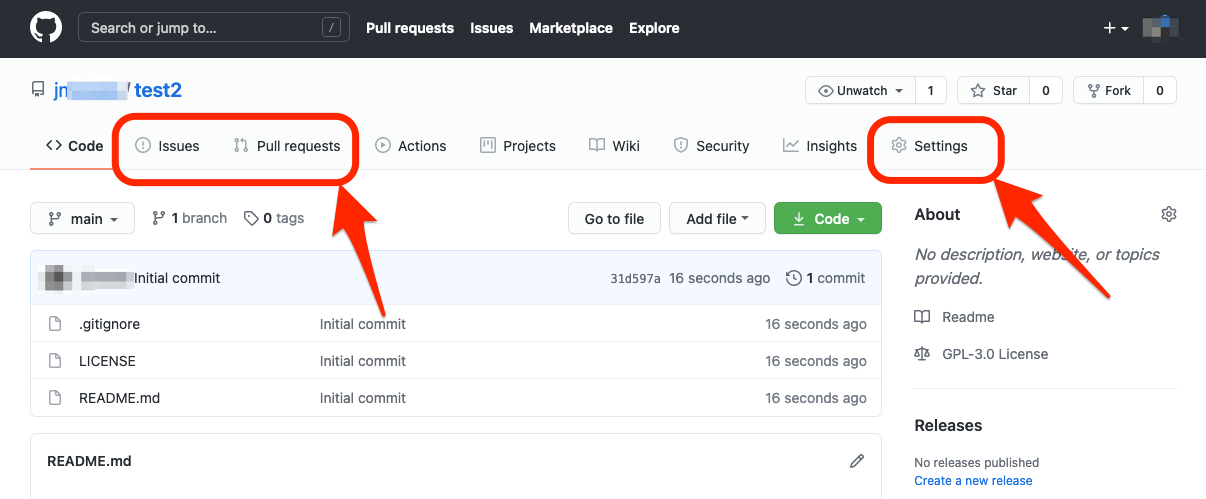 Search or jump to... / Pull requests Issues Marketplace Explore
/ test2 Unwatch 1 Star 0 Fork 0
Code Issues Pull requests Actions Projects Wiki Security Insights Settings
main 1 branch 0 tags Go to file Add file Code
Initial commit 31d597a 16 seconds ago 1 commit
.gitignore Initial commit 16 seconds ago
LICENSE Initial commit 16 seconds ago
README.md Initial commit 16 seconds ago
README.md
About
No description, website, or topics
provided.
Readme
GPL-3.0 License
Releases
No releases published
Create a new release